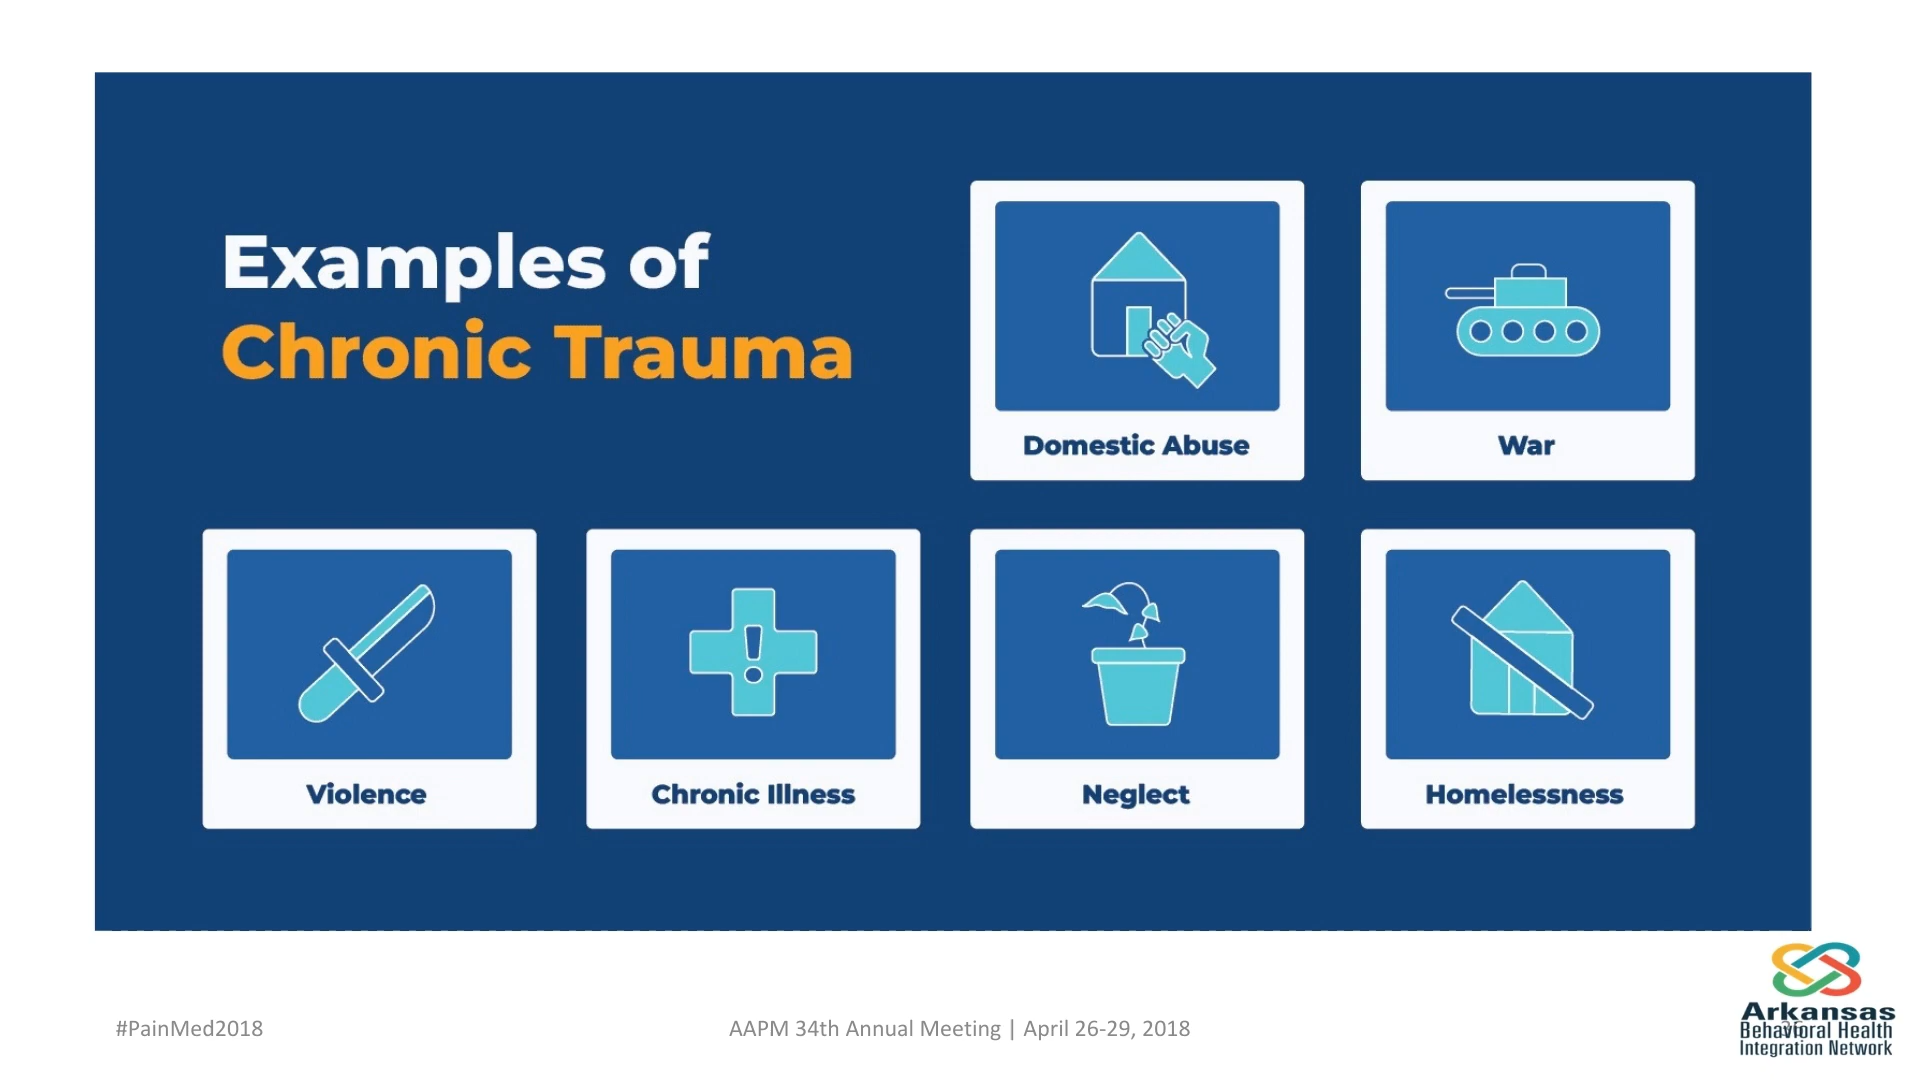 Examples of
Chronic Trauma
Domestic Abuse
War
Violence
Chronic Illness
Neglect
Homelessness
#PainMed2018
AAPM 34th Annual Meeting | April 26-29, 2018
Arkansas
Behavioral Health
Integration Network